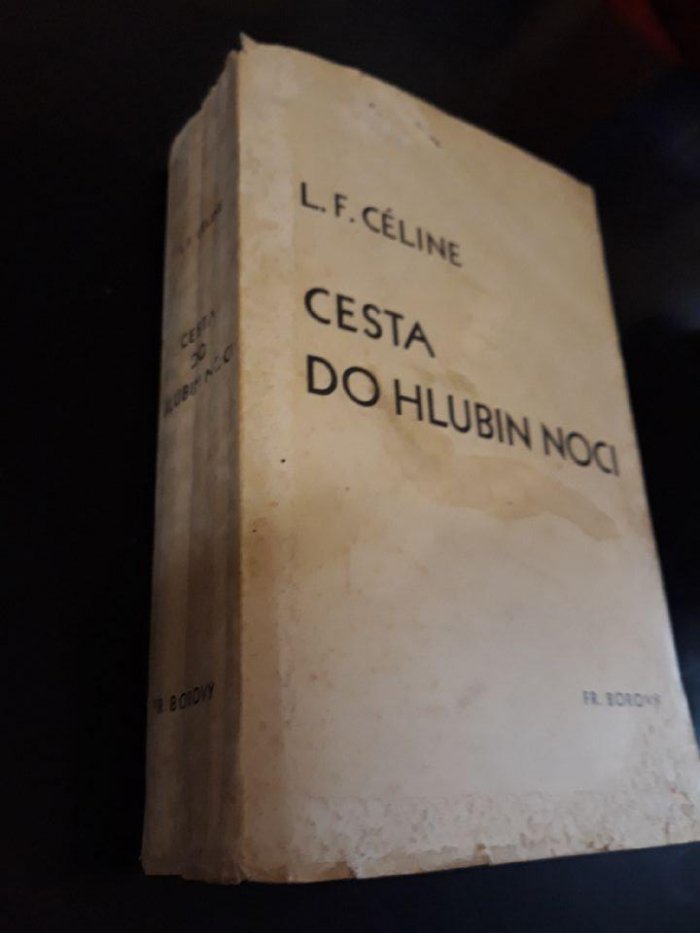 L. F. CÉLINE
CESTA
DO HLUBIN NOCI
FR. BOROVÝ
CESTA
DO
HLUBIN NOCI
FR. BOROVÝ